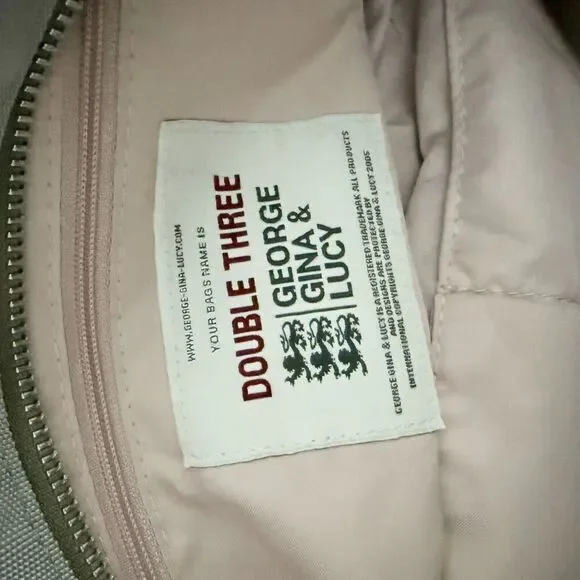 WWW.GEORGE-GINA-LUCY.COM
YOUR BAGS NAME IS
DOUBLE THREE
GEORGE
GINA &
LUCY
GEORGE GINA & LUCY IS A REGISTERED TRADEMARK ALL PRODUCTS
AND DESIGNS ARE PROTECTED BY
INTERNATIONAL COPYRIGHTS GEORGE GINA & LUCY 2005